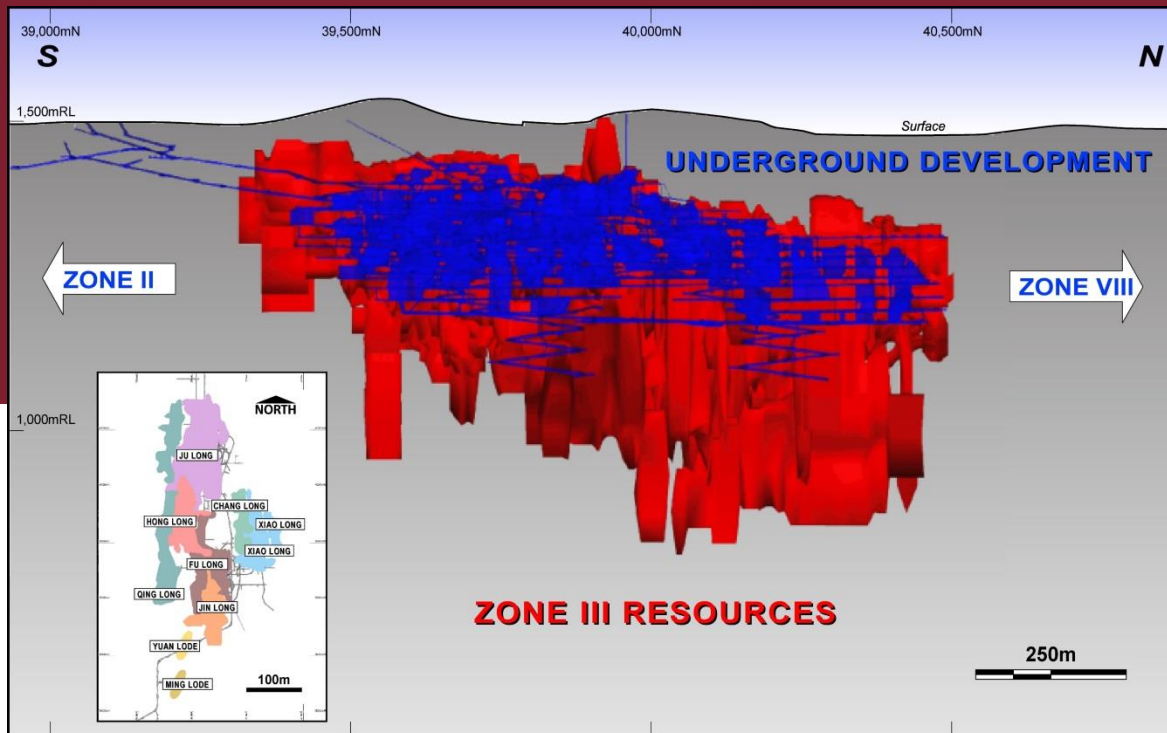 39,000mN
39,500mN
40,000mN
40,500mN
S
N
1,500mRL
Surface
UNDERGROUND DEVELOPMENT
ZONE II
ZONE VIII
1,000mRL
NORTH
JU LONG
CHANG LONG
HONG LONG
XIAO LONG
XIAO LONG
FU LONG
QING LONG
JIN LONG
YUAN LODE
MING LODE
100m
ZONE III RESOURCES
250m